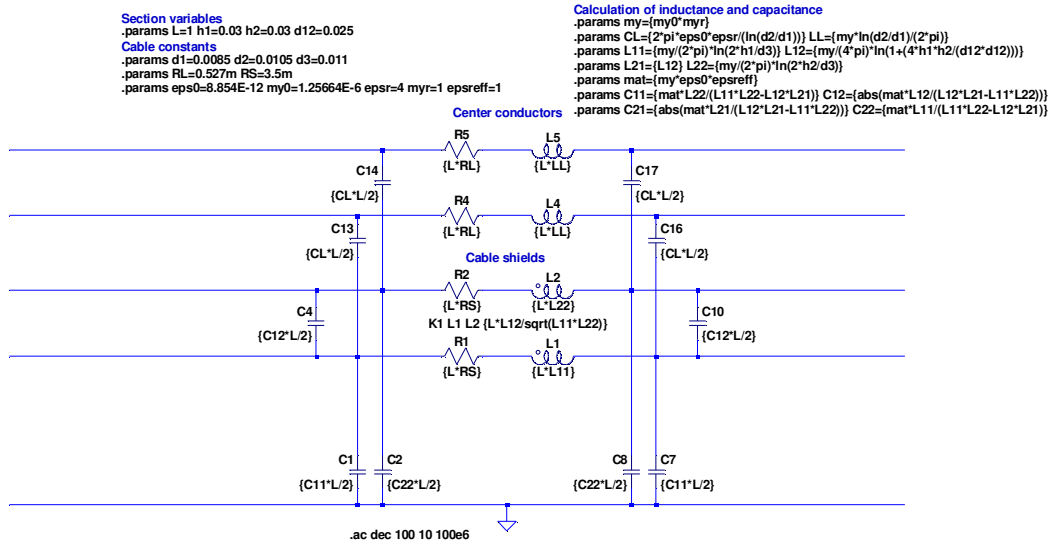 Section variables
.params L=1 h1=0.03 h2=0.03 d12=0.025
Cable constants
.params d1=0.0085 d2=0.0105 d3=0.011
.params RL=0.527m RS=3.5m
.params eps0=8.854E-12 my0=1.25664E-6 epsr=4 myr=1 epsreff=1
Calculation of inductance and capacitance
.params my={my0*myr}
.params CL={2*pi*eps0*epsr/(ln(d2/d1))} LL={my*ln(d2/d1)/(2*pi)}
.params L11={my/(2*pi)*ln(2*h1/d3)} L12={my/(4*pi)*ln(1+(4*h1*h2/(d12*d12)))}
.params L21={L12} L22={my/(2*pi)*ln(2*h2/d3)}
.params mat={my*eps0*epsreff}
.params C11={mat*L22/(L11*L22-L12*L21)} C12={abs(mat*L12/(L12*L21-L11*L22))}
.params C21={abs(mat*L21/(L12*L21-L11*L22))} C22={mat*L11/(L11*L22-L12*L21)}
Center conductors
R5
L5
{L*RL}
{L*LL}
C14
{CL*L/2}
C17
{CL*L/2}
R4
L4
{L*RL}
{L*LL}
C13
{CL*L/2}
C16
{CL*L/2}
Cable shields
R2
L2
{L*RS}
{L*L22}
C4
{C12*L/2}
K1 L1 L2 {L*L12/sqrt(L11*L22)}
C10
{C12*L/2}
R1
L1
{L*RS}
{L*L11}
C1
{C11*L/2}
C2
{C22*L/2}
C8
{C22*L/2}
C7
{C11*L/2}
.ac dec 100 10 100e6